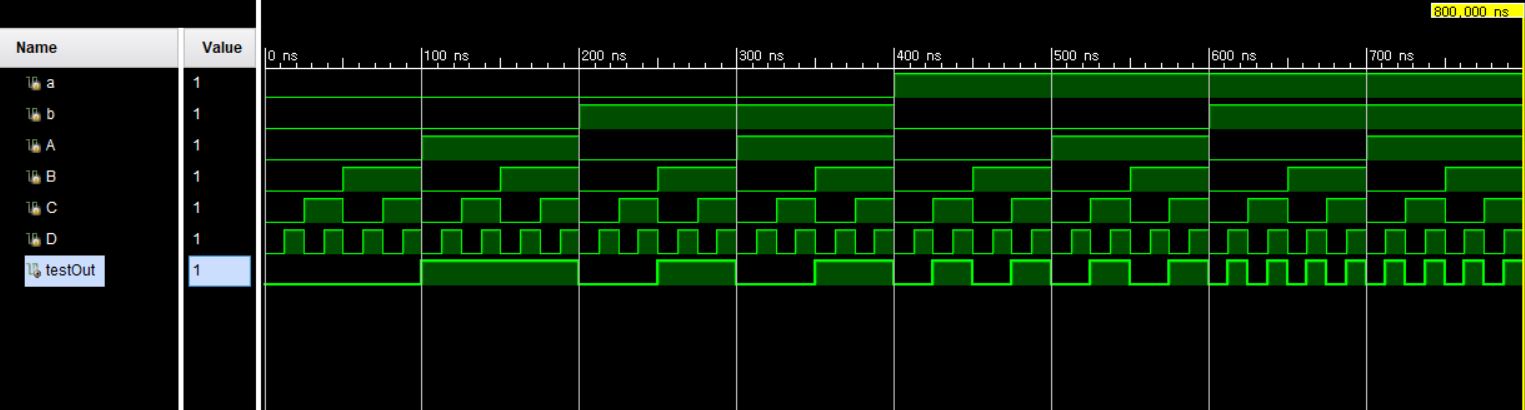 800,000 ns
Name Value
0 ns 100 ns 200 ns 300 ns 400 ns 500 ns 600 ns 700 ns
a 1
b 1
A 1
B 1
C 1
D 1
testOut 1